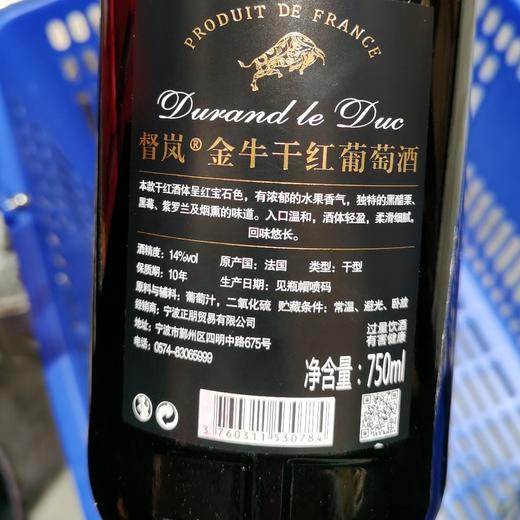 PRODUIT DE FRANCE
Durand le Duc
督岚® 金牛干红葡萄酒
本款干红酒体呈红宝石色，有浓郁的水果香气，独特的黑醋栗、
黑莓、紫罗兰及烟熏的味道。入口温和，酒体轻盈，柔滑细腻，
回味悠长。
酒精度：14%vol 原产国：法国 类型：干型
保质期：10年 生产日期：见瓶帽喷码
原料与辅料：葡萄汁，二氧化硫 贮藏条件：常温、避光、卧放
经销商：宁波正朋贸易有限公司
地址：宁波市鄞州区四明中路675号
电话：0574-83065999
过量饮酒
有害健康
净含量：750ml
3 760311 530784